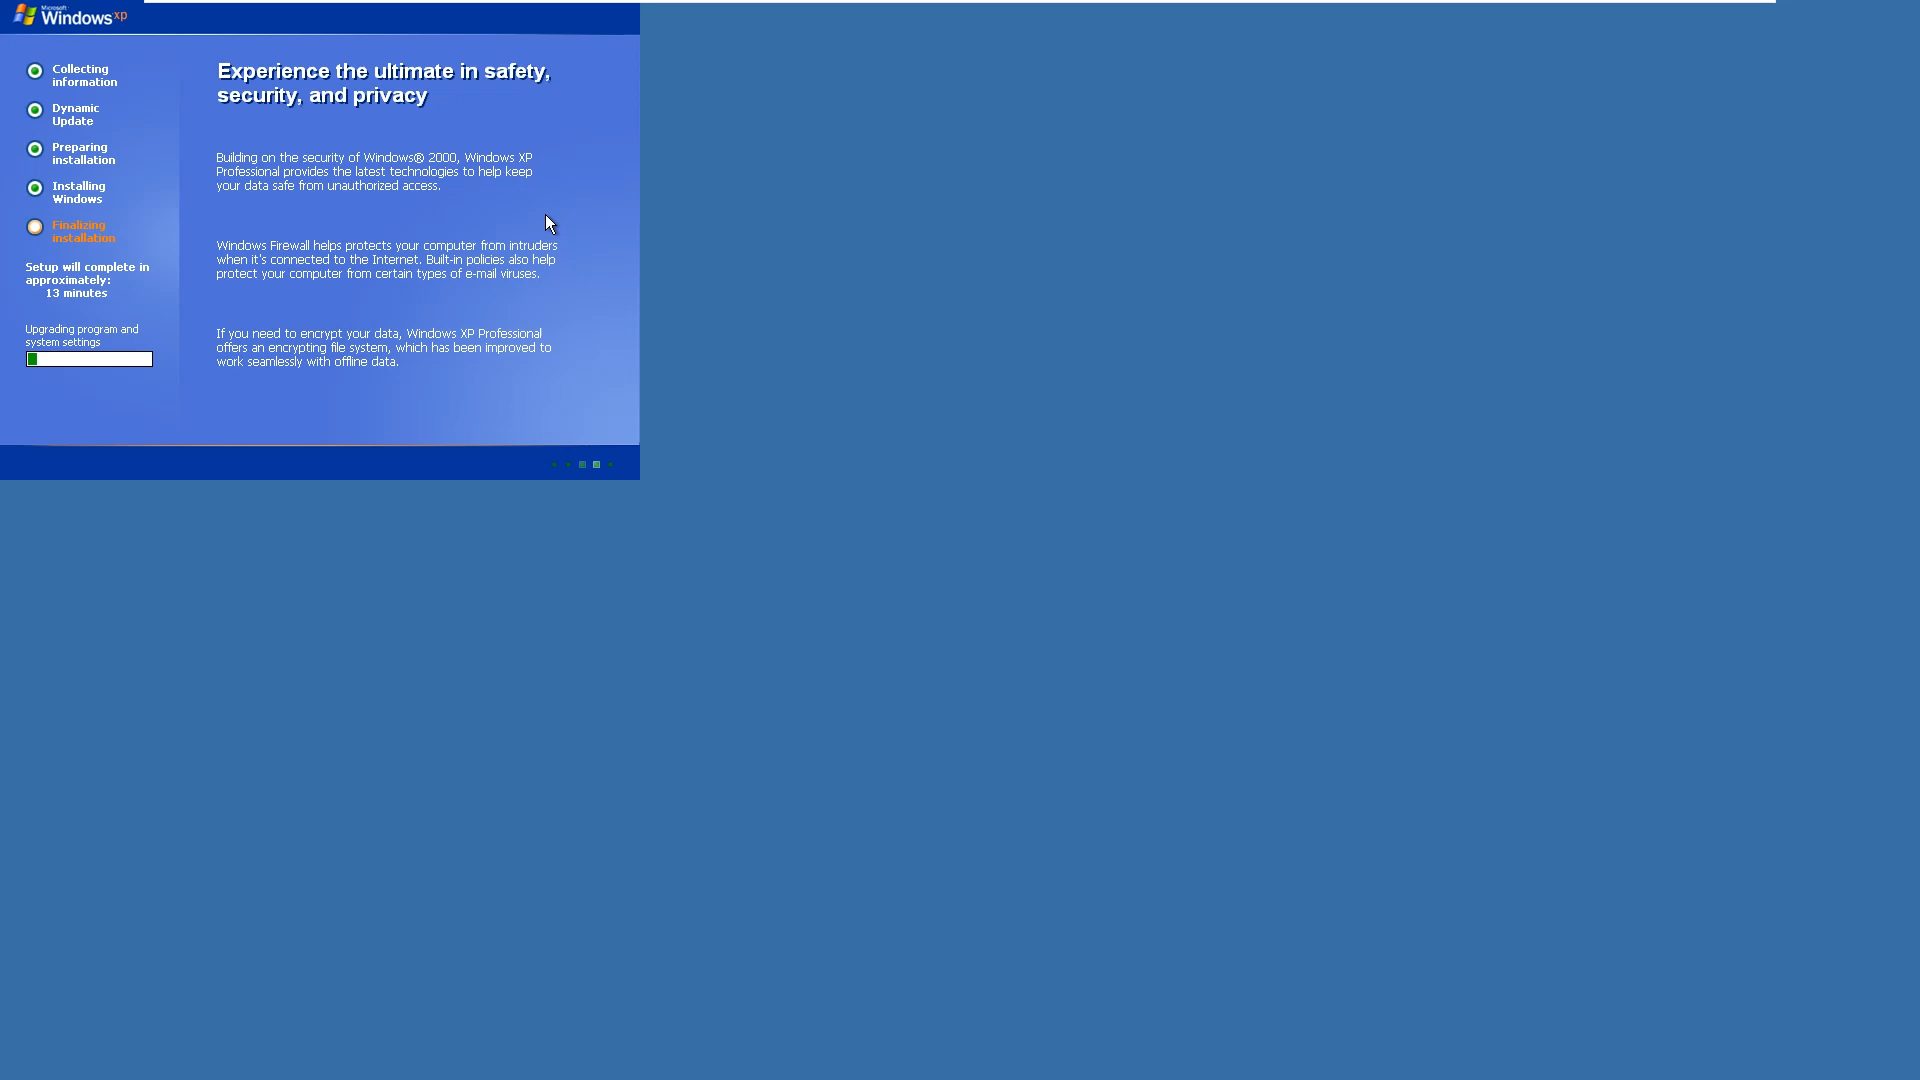 Microsoft
Windows xp
Collecting
information
Dynamic
Update
Preparing
installation
Installing
Windows
Finalizing
installation
Setup will complete in
approximately:
13 minutes
Upgrading program and
system settings
Experience the ultimate in safety,
security, and privacy
Building on the security of Windows® 2000, Windows XP
Professional provides the latest technologies to help keep
your data safe from unauthorized access.
Windows Firewall helps protects your computer from intruders
when it's connected to the Internet. Built-in policies also help
protect your computer from certain types of e-mail viruses.
If you need to encrypt your data, Windows XP Professional
offers an encrypting file system, which has been improved to
work seamlessly with offline data.